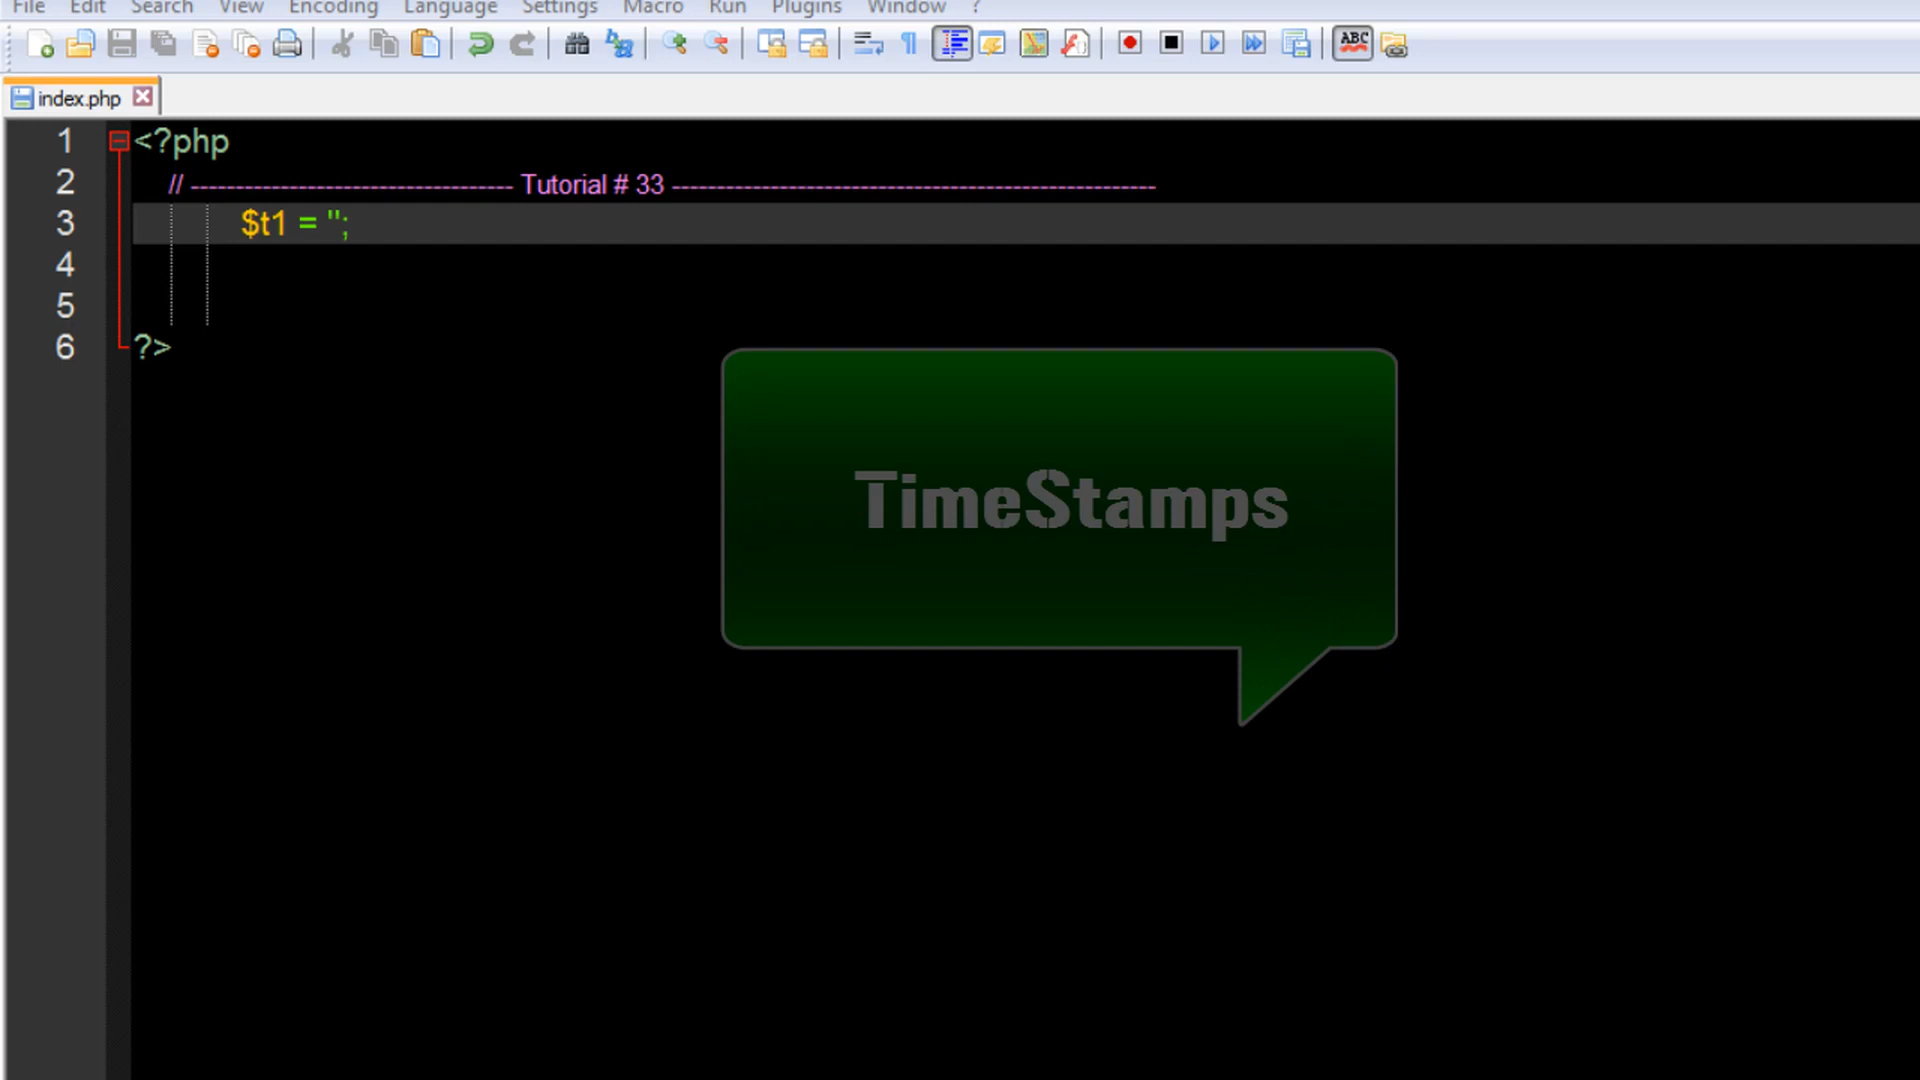 File Edit Search View Encoding Language Settings Macro Run Plugins Window ?
ABC
index.php
1 <?php
2 // ----------------------------------- Tutorial # 33 -----------------------------------------------------
3 $t1 = '';
4
5
6 ?>
TimeStamps